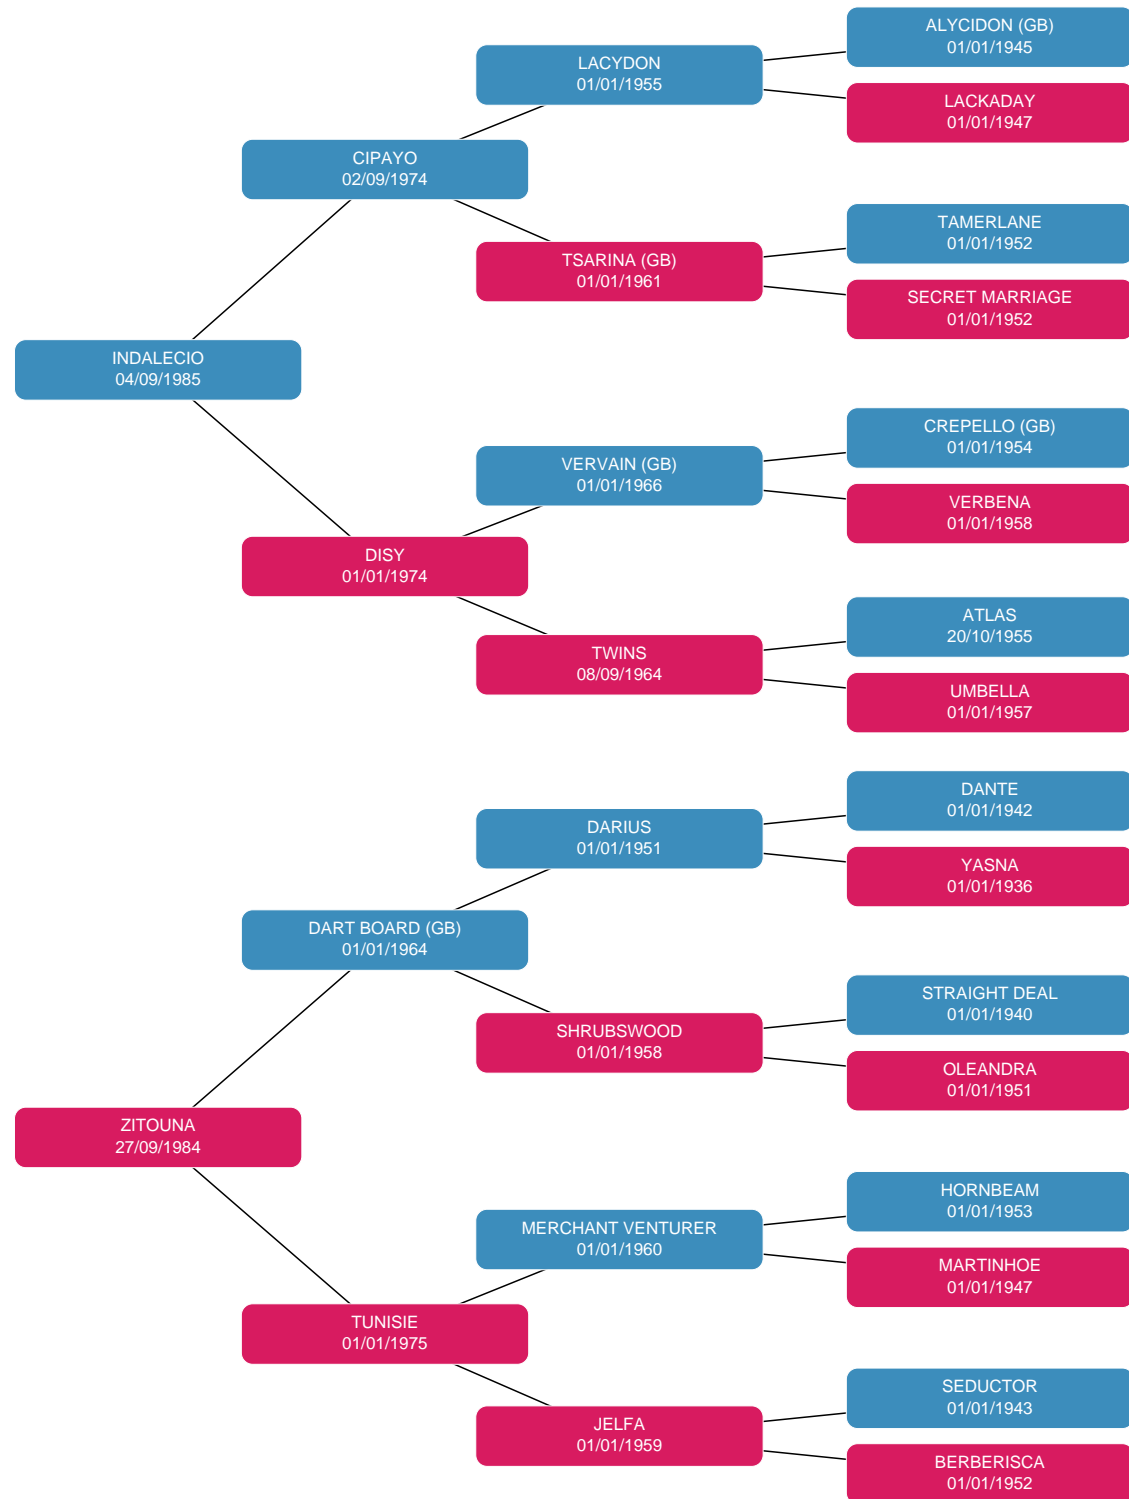 ALYCIDON (GB)
01/01/1945
LACYDON
01/01/1955
LACKADAY
01/01/1947
CIPAYO
02/09/1974
TAMERLANE
01/01/1952
TSARINA (GB)
01/01/1961
SECRET MARRIAGE
01/01/1952
INDALECIO
04/09/1985
CREPELLO (GB)
01/01/1954
VERVAIN (GB)
01/01/1966
VERBENA
01/01/1958
DISY
01/01/1974
ATLAS
20/10/1955
TWINS
08/09/1964
UMBELLA
01/01/1957
DANTE
01/01/1942
DARIUS
01/01/1951
YASNA
01/01/1936
DART BOARD (GB)
01/01/1964
STRAIGHT DEAL
01/01/1940
SHRUBSWOOD
01/01/1958
OLEANDRA
01/01/1951
ZITOUNA
27/09/1984
HORNBEAM
01/01/1953
MERCHANT VENTURER
01/01/1960
MARTINHOE
01/01/1947
TUNISIE
01/01/1975
SEDUCTOR
01/01/1943
JELFA
01/01/1959
BERBERISCA
01/01/1952